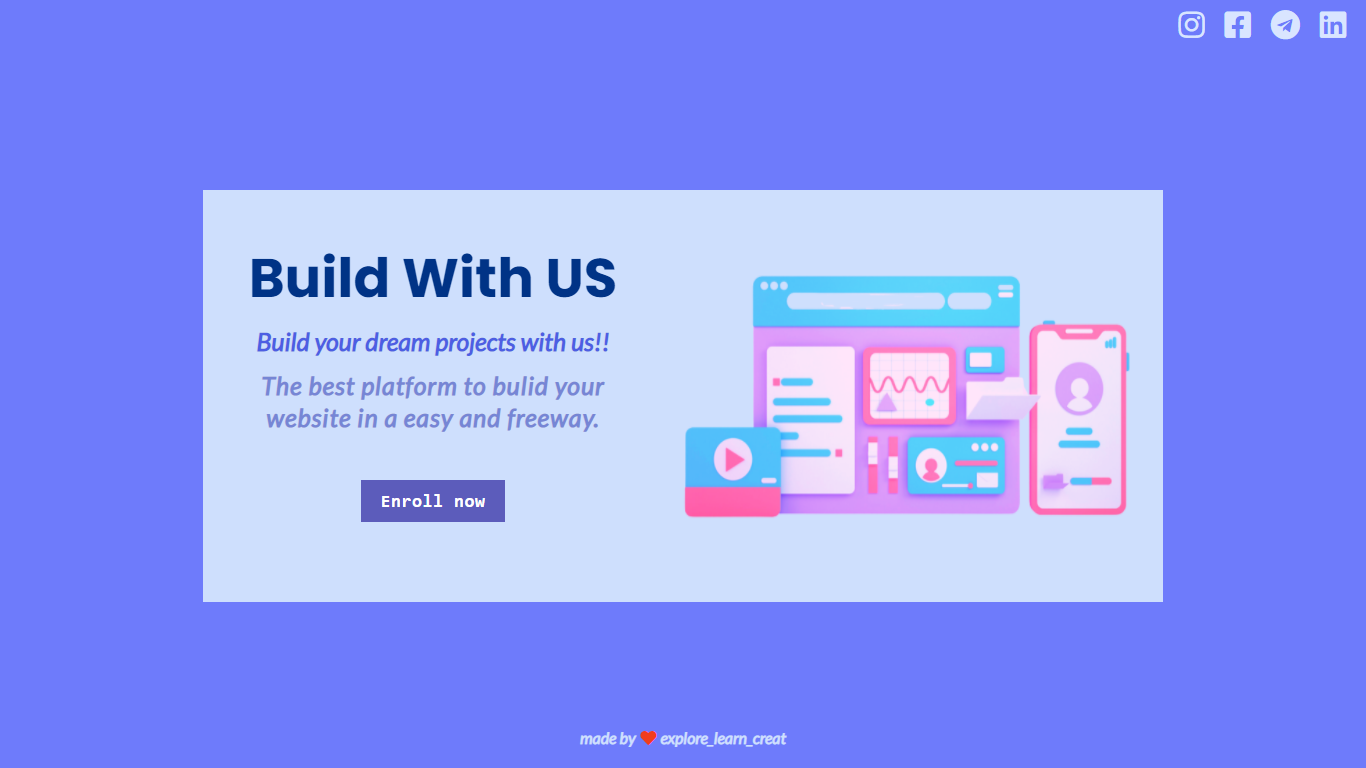 Build With US
Build your dream projects with us!!
The best platform to bulid your
website in a easy and freeway.
Enroll now
made by ❤ explore_learn_creat